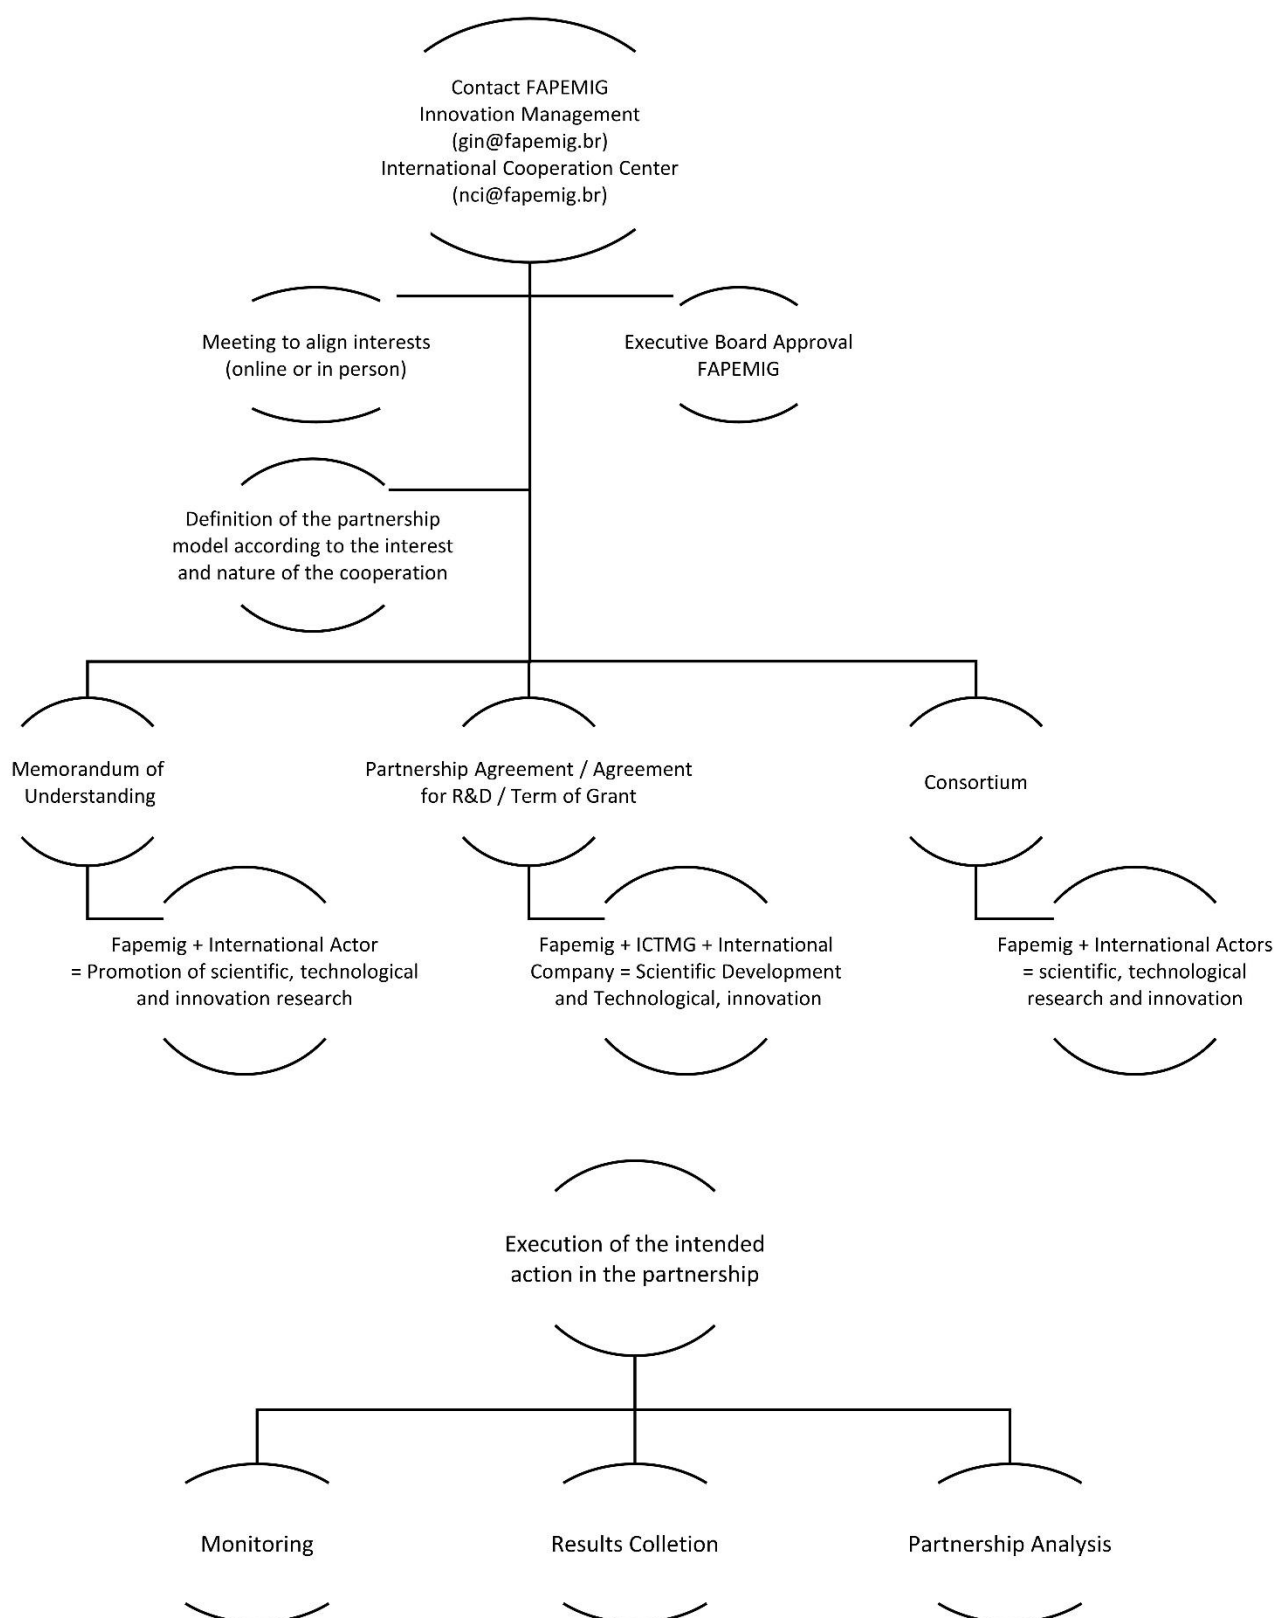 Contact FAPEMIG
Innovation Management
(gin@fapemig.br)
International Cooperation Center
(nci@fapemig.br)
Meeting to align interests
(online or in person)
Executive Board Approval
FAPEMIG
Definition of the partnership
model according to the interest
and nature of the cooperation
Memorandum of
Understanding
Partnership Agreement / Agreement
for R&D / Term of Grant
Consortium
Fapemig + International Actor
= Promotion of scientific, technological
and innovation research
Fapemig + ICTMG + International
Company = Scientific Development
and Technological, innovation
Fapemig + International Actors
= scientific, technological
research and innovation
Execution of the intended
action in the partnership
Monitoring
Results Colletion
Partnership Analysis